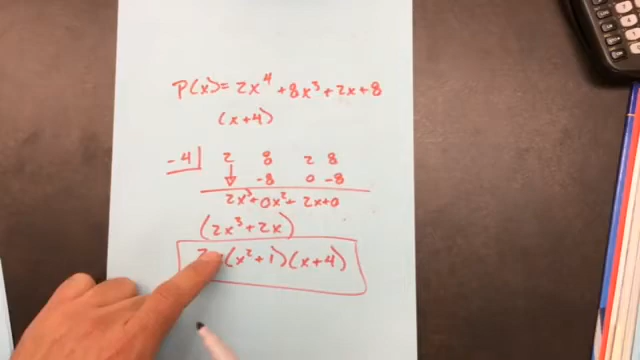 P(x)= 2x⁴ +8x³ +2x+8
(x+4)
-4 | 2 8 2 8
-8 0 -8
2x³+0x²+ 2x+0
(2x³+2x)
(x²+1)(x+4)